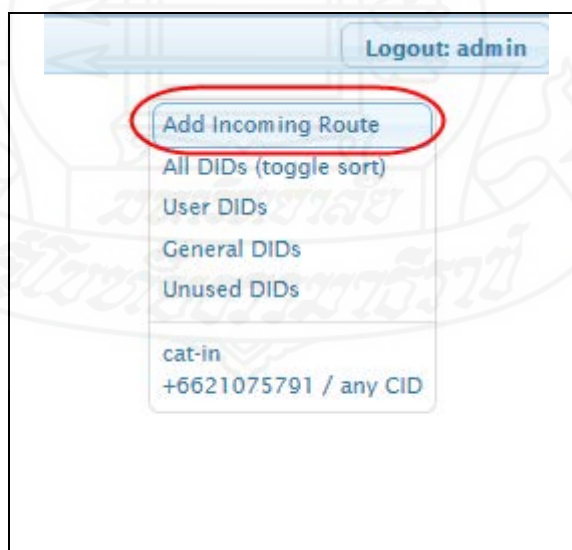 Logout: admin
Add Incoming Route
All DIDs (toggle sort)
User DIDs
General DIDs
Unused DIDs
cat-in
+6621075791 / any CID